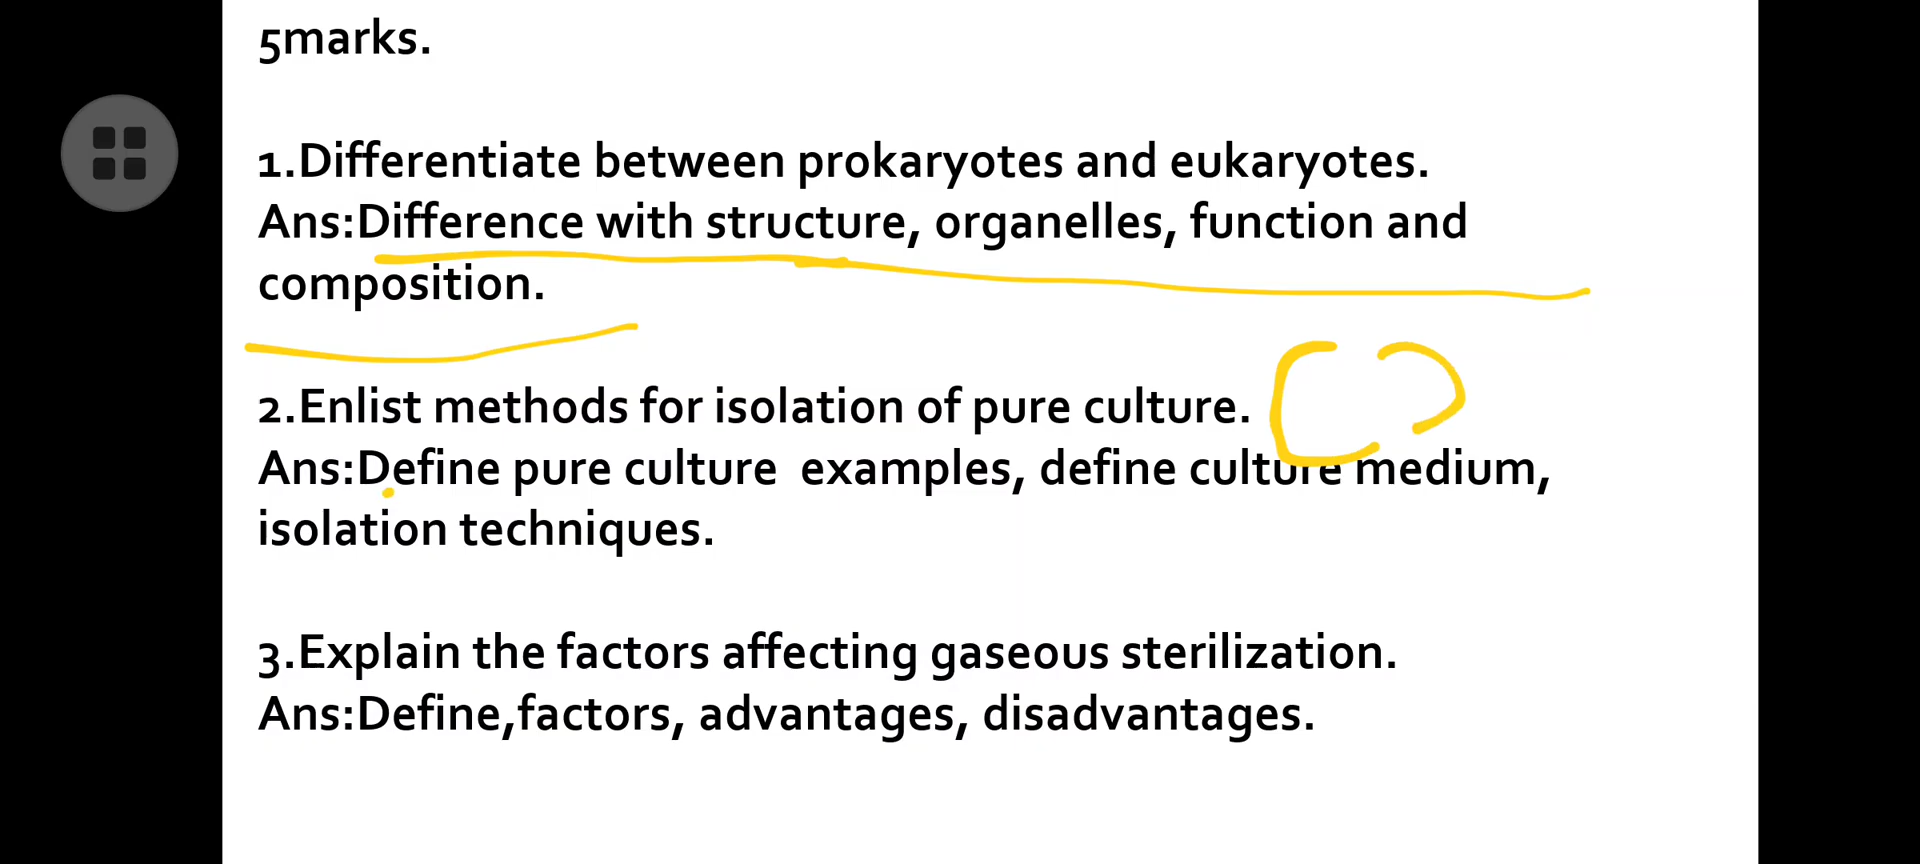 5marks.
1.Differentiate between prokaryotes and eukaryotes.
Ans:Difference with structure, organelles, function and
composition.
2.Enlist methods for isolation of pure culture.
Ans:Define pure culture  examples, define culture medium,
isolation techniques.
3.Explain the factors affecting gaseous sterilization.
Ans:Define,factors, advantages, disadvantages.